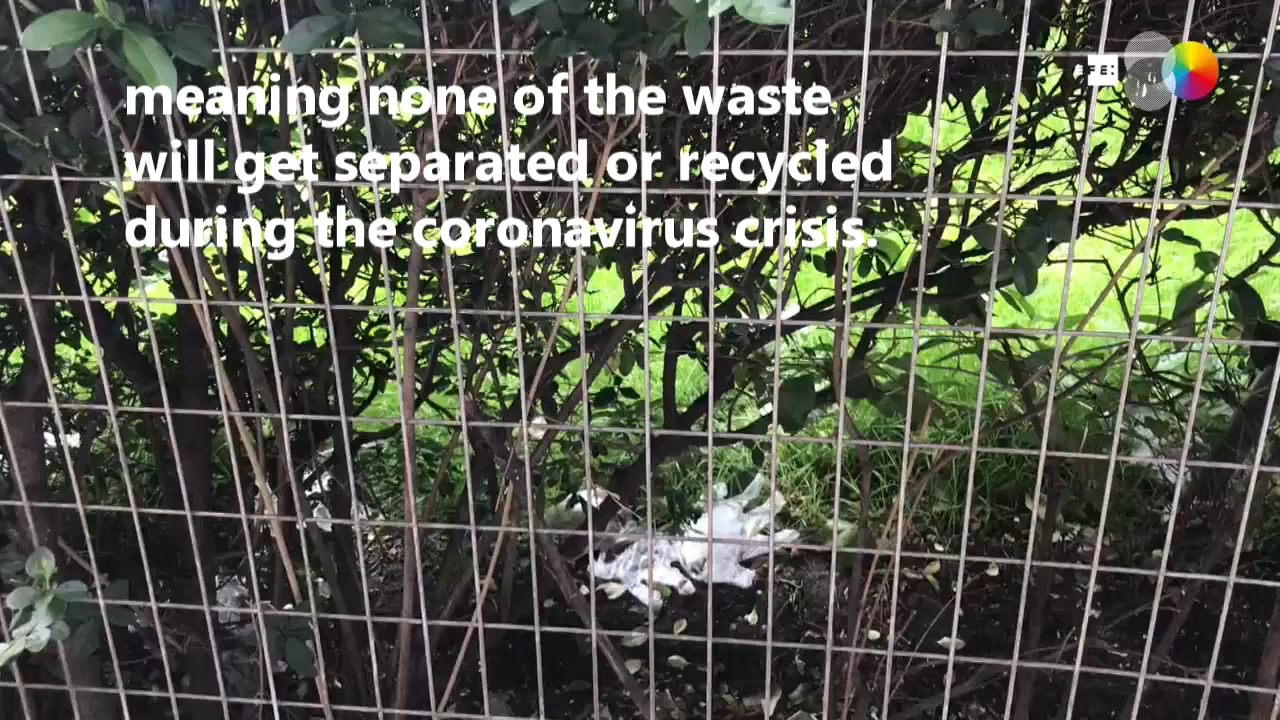 meaning none of the waste
will get separated or recycled
during the coronavirus crisis.